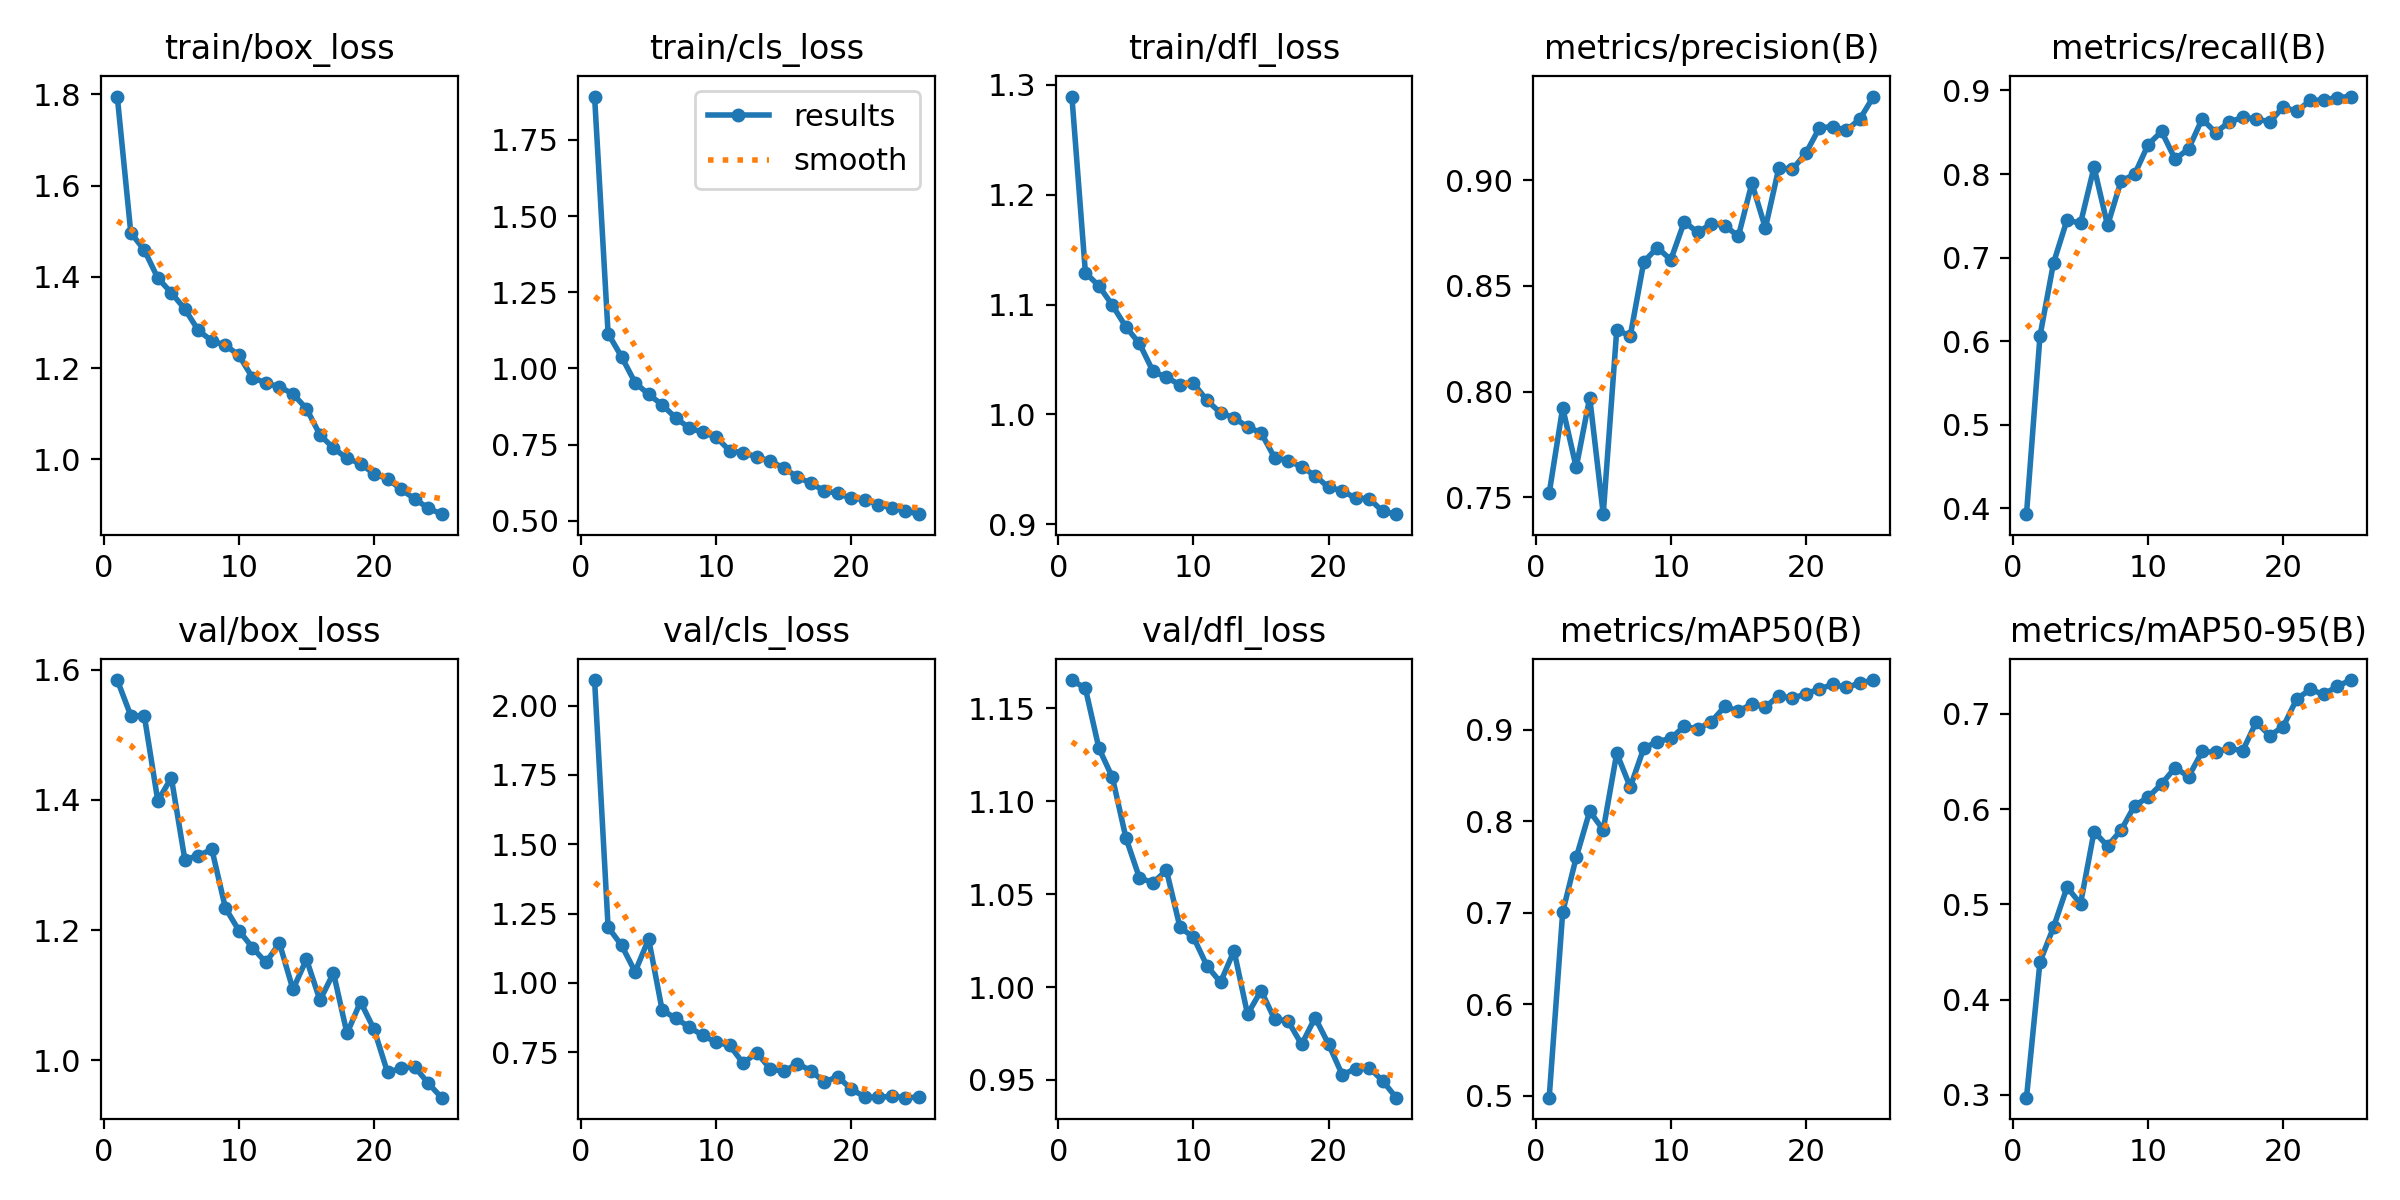 train/box_loss
1.8
1.6
1.4
1.2
1.0
0 10 20
train/cls_loss
results
smooth
1.75
1.50
1.25
1.00
0.75
0.50
0 10 20
train/dfl_loss
1.3
1.2
1.1
1.0
0.9
0 10 20
metrics/precision(B)
0.90
0.85
0.80
0.75
0 10 20
metrics/recall(B)
0.9
0.8
0.7
0.6
0.5
0.4
0 10 20
val/box_loss
1.6
1.4
1.2
1.0
0 10 20
val/cls_loss
2.00
1.75
1.50
1.25
1.00
0.75
0 10 20
val/dfl_loss
1.15
1.10
1.05
1.00
0.95
0 10 20
metrics/mAP50(B)
0.9
0.8
0.7
0.6
0.5
0 10 20
metrics/mAP50-95(B)
0.7
0.6
0.5
0.4
0.3
0 10 20